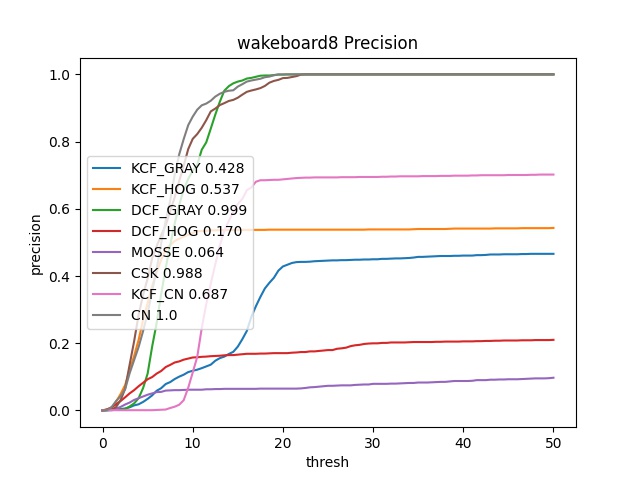 wakeboard8 Precision
precision
1.0
0.8
0.6
0.4
0.2
0.0
KCF_GRAY 0.428
KCF_HOG 0.537
DCF_GRAY 0.999
DCF_HOG 0.170
MOSSE 0.064
CSK 0.988
KCF_CN 0.687
CN 1.0
0 10 20 30 40 50
thresh